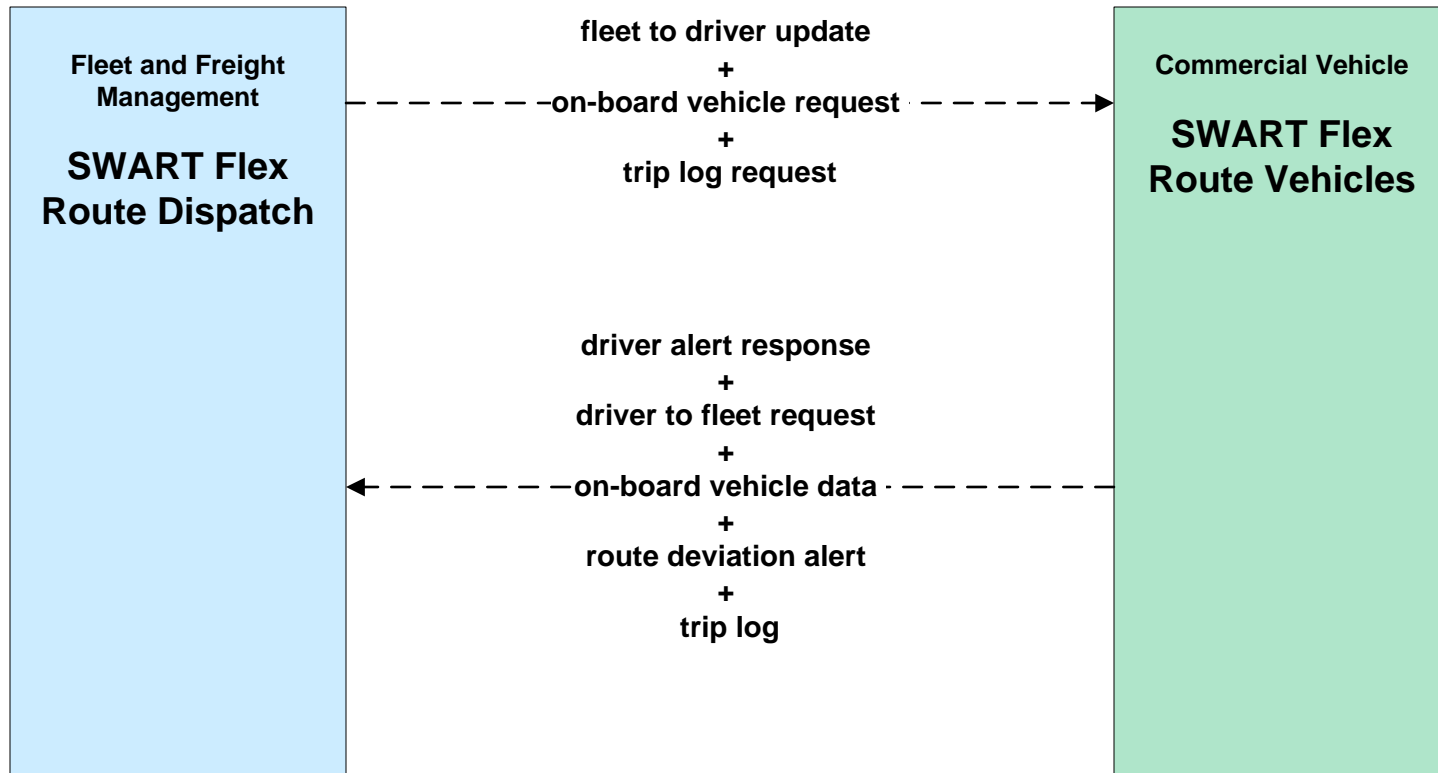 Fleet and Freight
Management
SWART Flex
Route Dispatch
fleet to driver update
+
on-board vehicle request
+
trip log request
driver alert response
+
driver to fleet request
+
on-board vehicle data
+
route deviation alert
+
trip log
Commercial Vehicle
SWART Flex
Route Vehicles